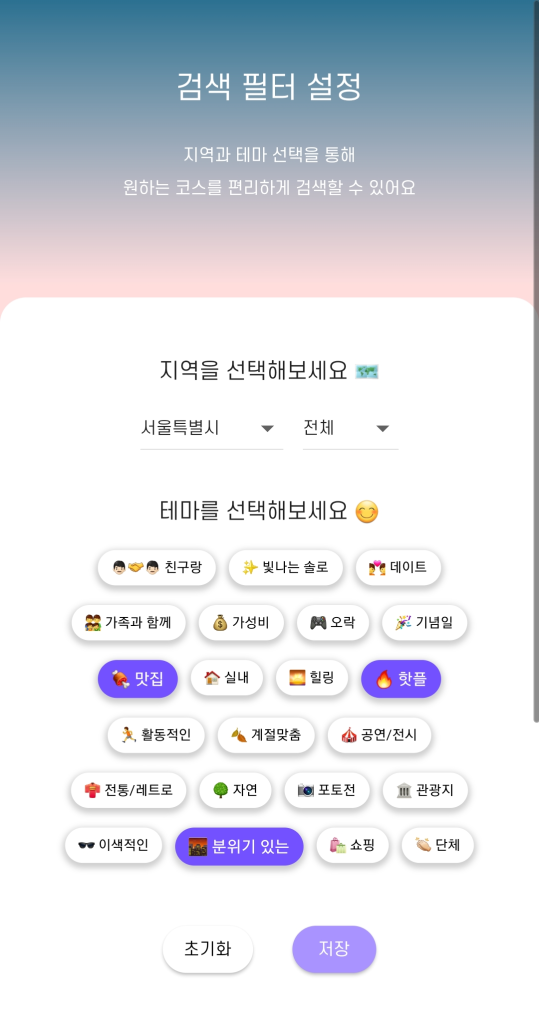 검색 필터 설정
지역과 테마 선택을 통해
원하는 코스를 편리하게 검색할 수 있어요
지역을 선택해보세요 🗺️
서울특별시 전체
테마를 선택해보세요 😊
👨🏻‍🤝‍👨🏻 친구랑 ✨ 빛나는 솔로 💏 데이트
👨‍👩‍👧‍👦 가족과 함께 💰 가성비 🎮 오락 🎉 기념일
🍖 맛집 🏠 실내 🌅 힐링 🔥 핫플
🏃 활동적인 🍂 계절맞춤 🎪 공연/전시
👘 전통/레트로 🌳 자연 📷 포토전 🏛️ 관광지
🕶️ 이색적인 🌆 분위기 있는 🛍️ 쇼핑 👏🏻 단체
초기화 저장